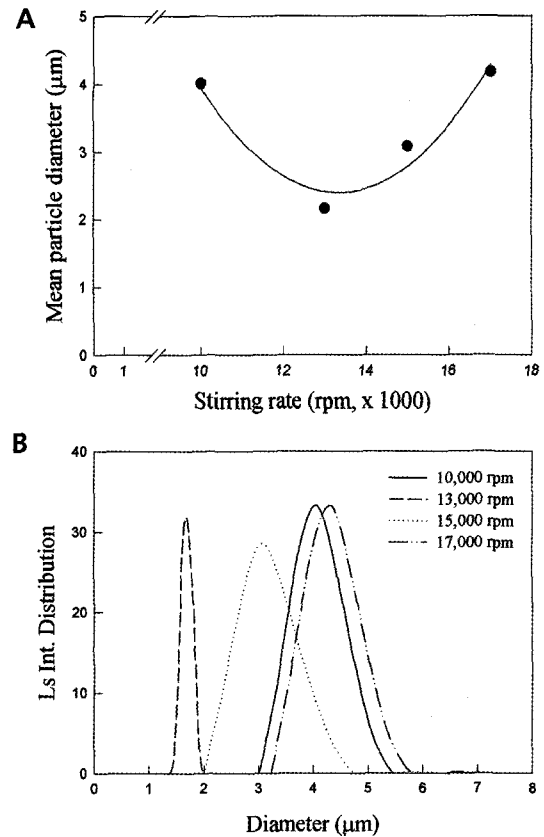 A
Mean particle diameter (μm)
5
4
3
2
1
0
0 1 10 12 14 16 18
Stirring rate (rpm, x 1000)
B
Ls Int. Distribution
40
30
20
10
0
10,000 rpm
13,000 rpm
15,000 rpm
17,000 rpm
0 1 2 3 4 5 6 7 8
Diameter (μm)